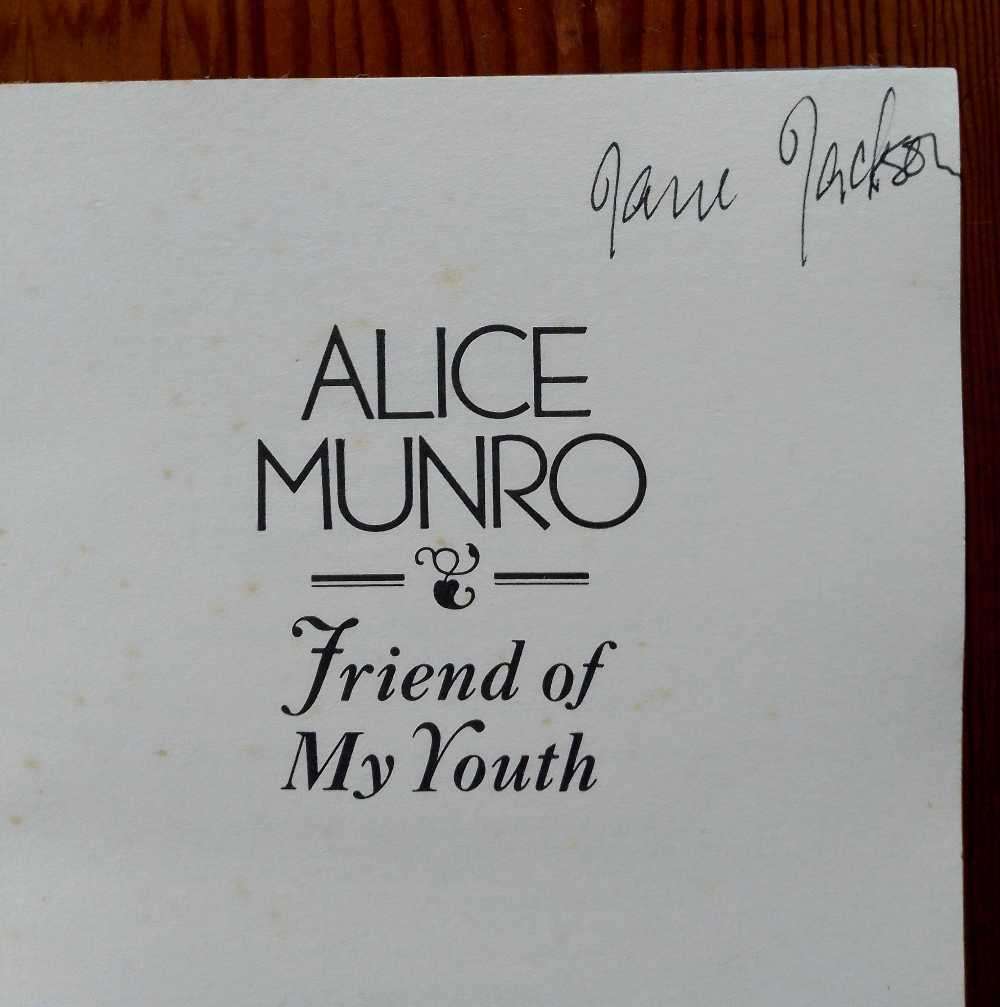 Jane Jackson
ALICE
MUNRO
Friend of
My Youth